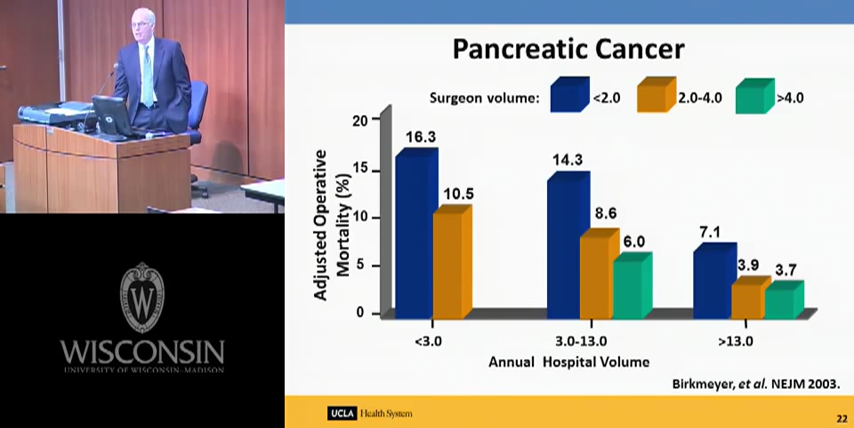 Pancreatic Cancer
Surgeon volume: <2.0 2.0-4.0 >4.0
Adjusted Operative
Mortality (%)
20
15
10
5
0
16.3
10.5
14.3
8.6
6.0
7.1
3.9
3.7
<3.0 3.0-13.0 >13.0
Annual Hospital Volume
Birkmeyer, et al. NEJM 2003.
UCLA Health System
22
W
WISCONSIN
UNIVERSITY OF WISCONSIN–MADISON